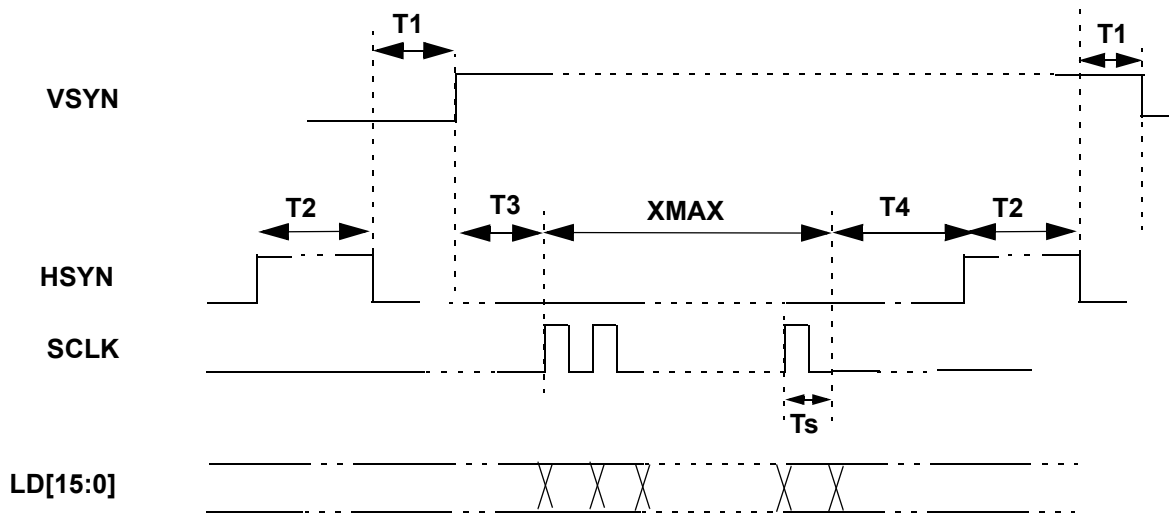 T1
T1
VSYN
T2
T3
XMAX
T4
T2
HSYN
SCLK
Ts
LD[15:0]